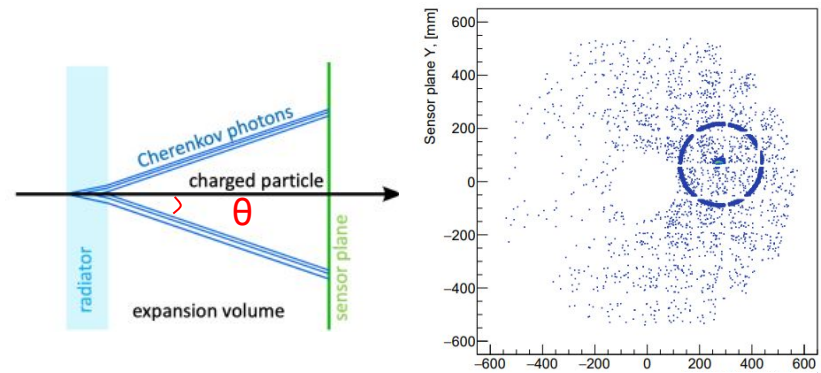 Cherenkov photons
charged particle
θ
radiator
sensor plane
expansion volume
Sensor plane Y, [mm]
600
400
200
0
−200
−400
−600
−600 −400 −200 0 200 400 600